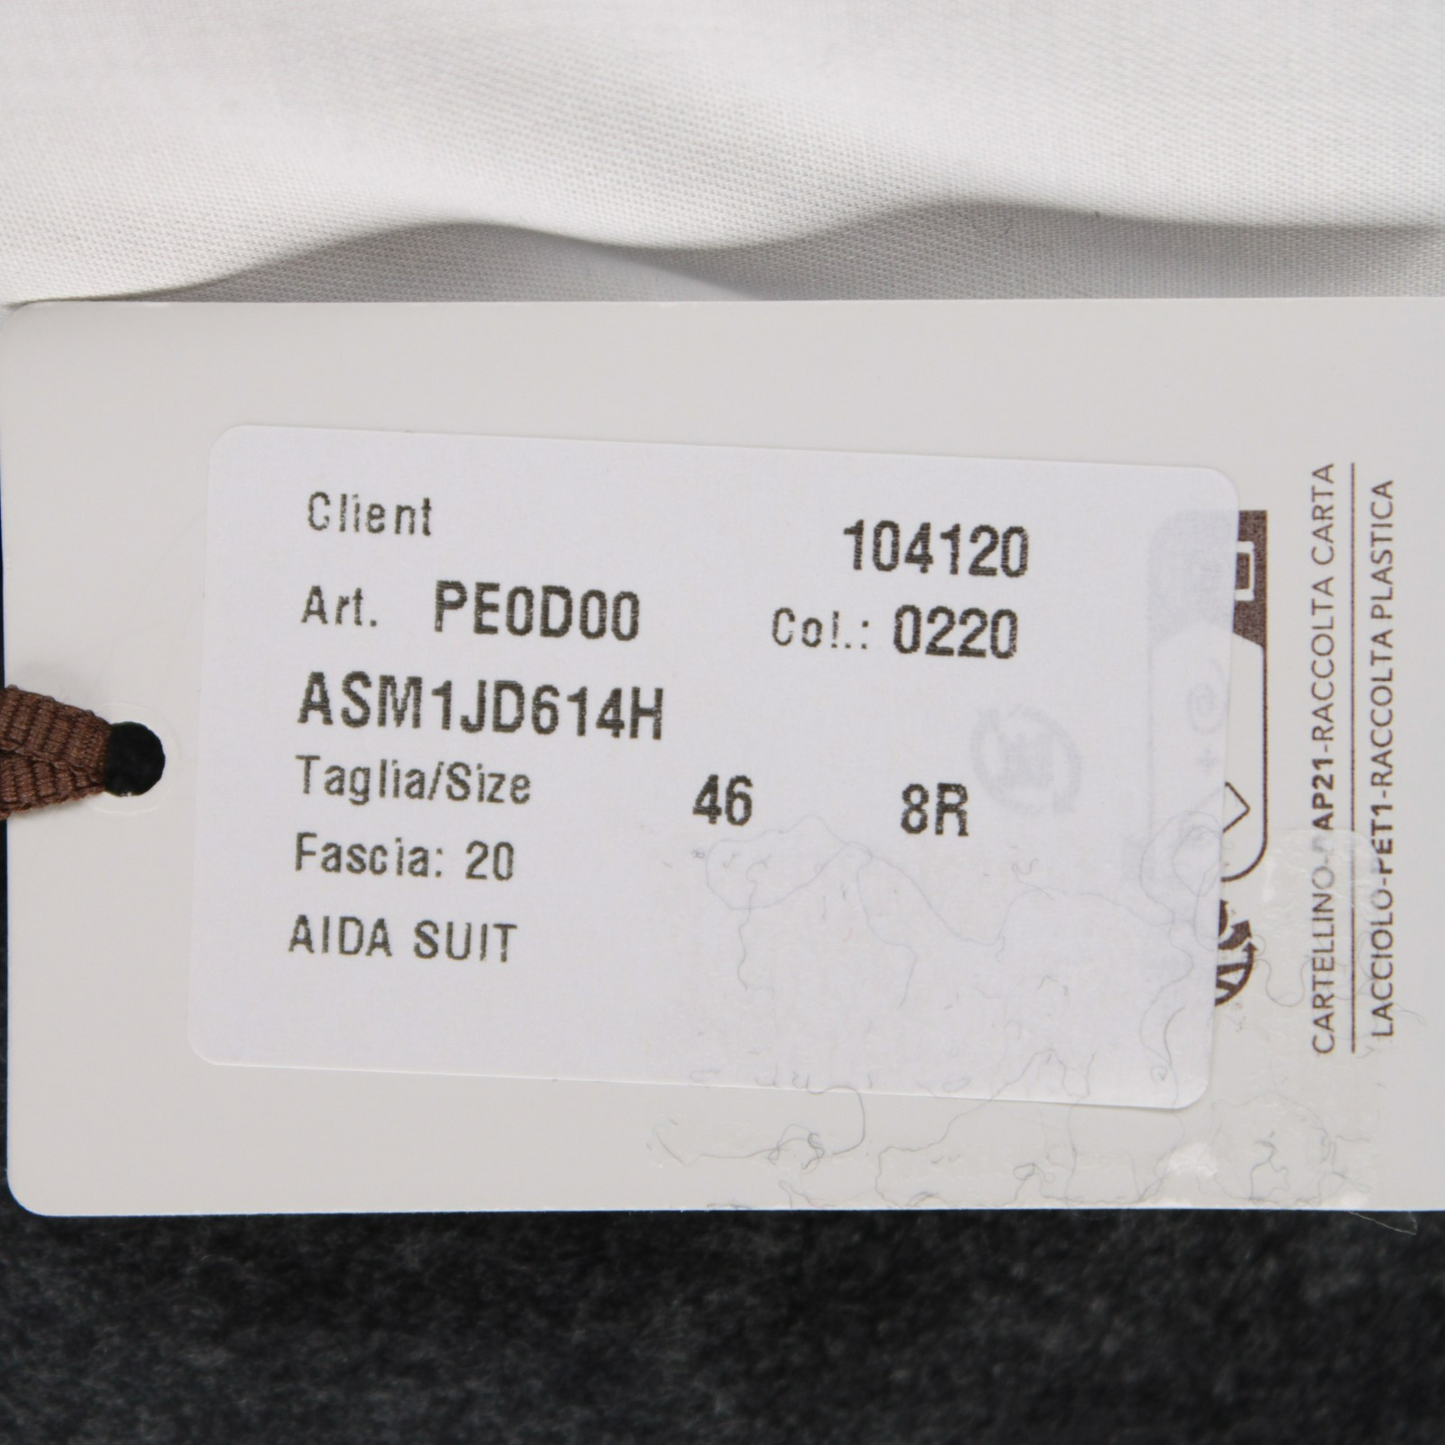 Client
104120
Art. PE0D00 Col.: 0220
ASM1JD614H
Taglia/Size 46 8R
Fascia: 20
AIDA SUIT
CARTELLINO-PAP21-RACCOLTA CARTA
LACCIOLO-PET1-RACCOLTA PLASTICA